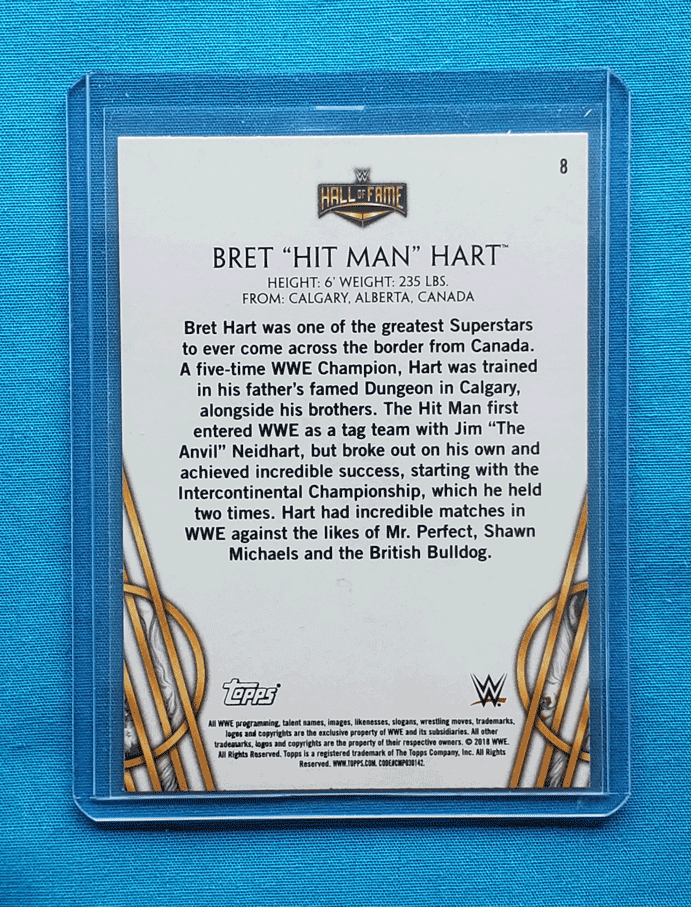 8
W
HALL OF FAME
BRET “HIT MAN” HART™
HEIGHT: 6' WEIGHT: 235 LBS.
FROM: CALGARY, ALBERTA, CANADA
Bret Hart was one of the greatest Superstars
to ever come across the border from Canada.
A five-time WWE Champion, Hart was trained
in his father's famed Dungeon in Calgary,
alongside his brothers. The Hit Man first
entered WWE as a tag team with Jim “The
Anvil” Neidhart, but broke out on his own and
achieved incredible success, starting with the
Intercontinental Championship, which he held
two times. Hart had incredible matches in
WWE against the likes of Mr. Perfect, Shawn
Michaels and the British Bulldog.
Topps® W
All WWE programming, talent names, images, likenesses, slogans, wrestling moves, trademarks,
logos and copyrights are the exclusive property of WWE and its subsidiaries. All other
trademarks, logos and copyrights are the property of their respective owners. © 2018 WWE.
All Rights Reserved. Topps is a registered trademark of The Topps Company, Inc. All Rights
Reserved. WWW.TOPPS.COM. CODE#CMP030142.